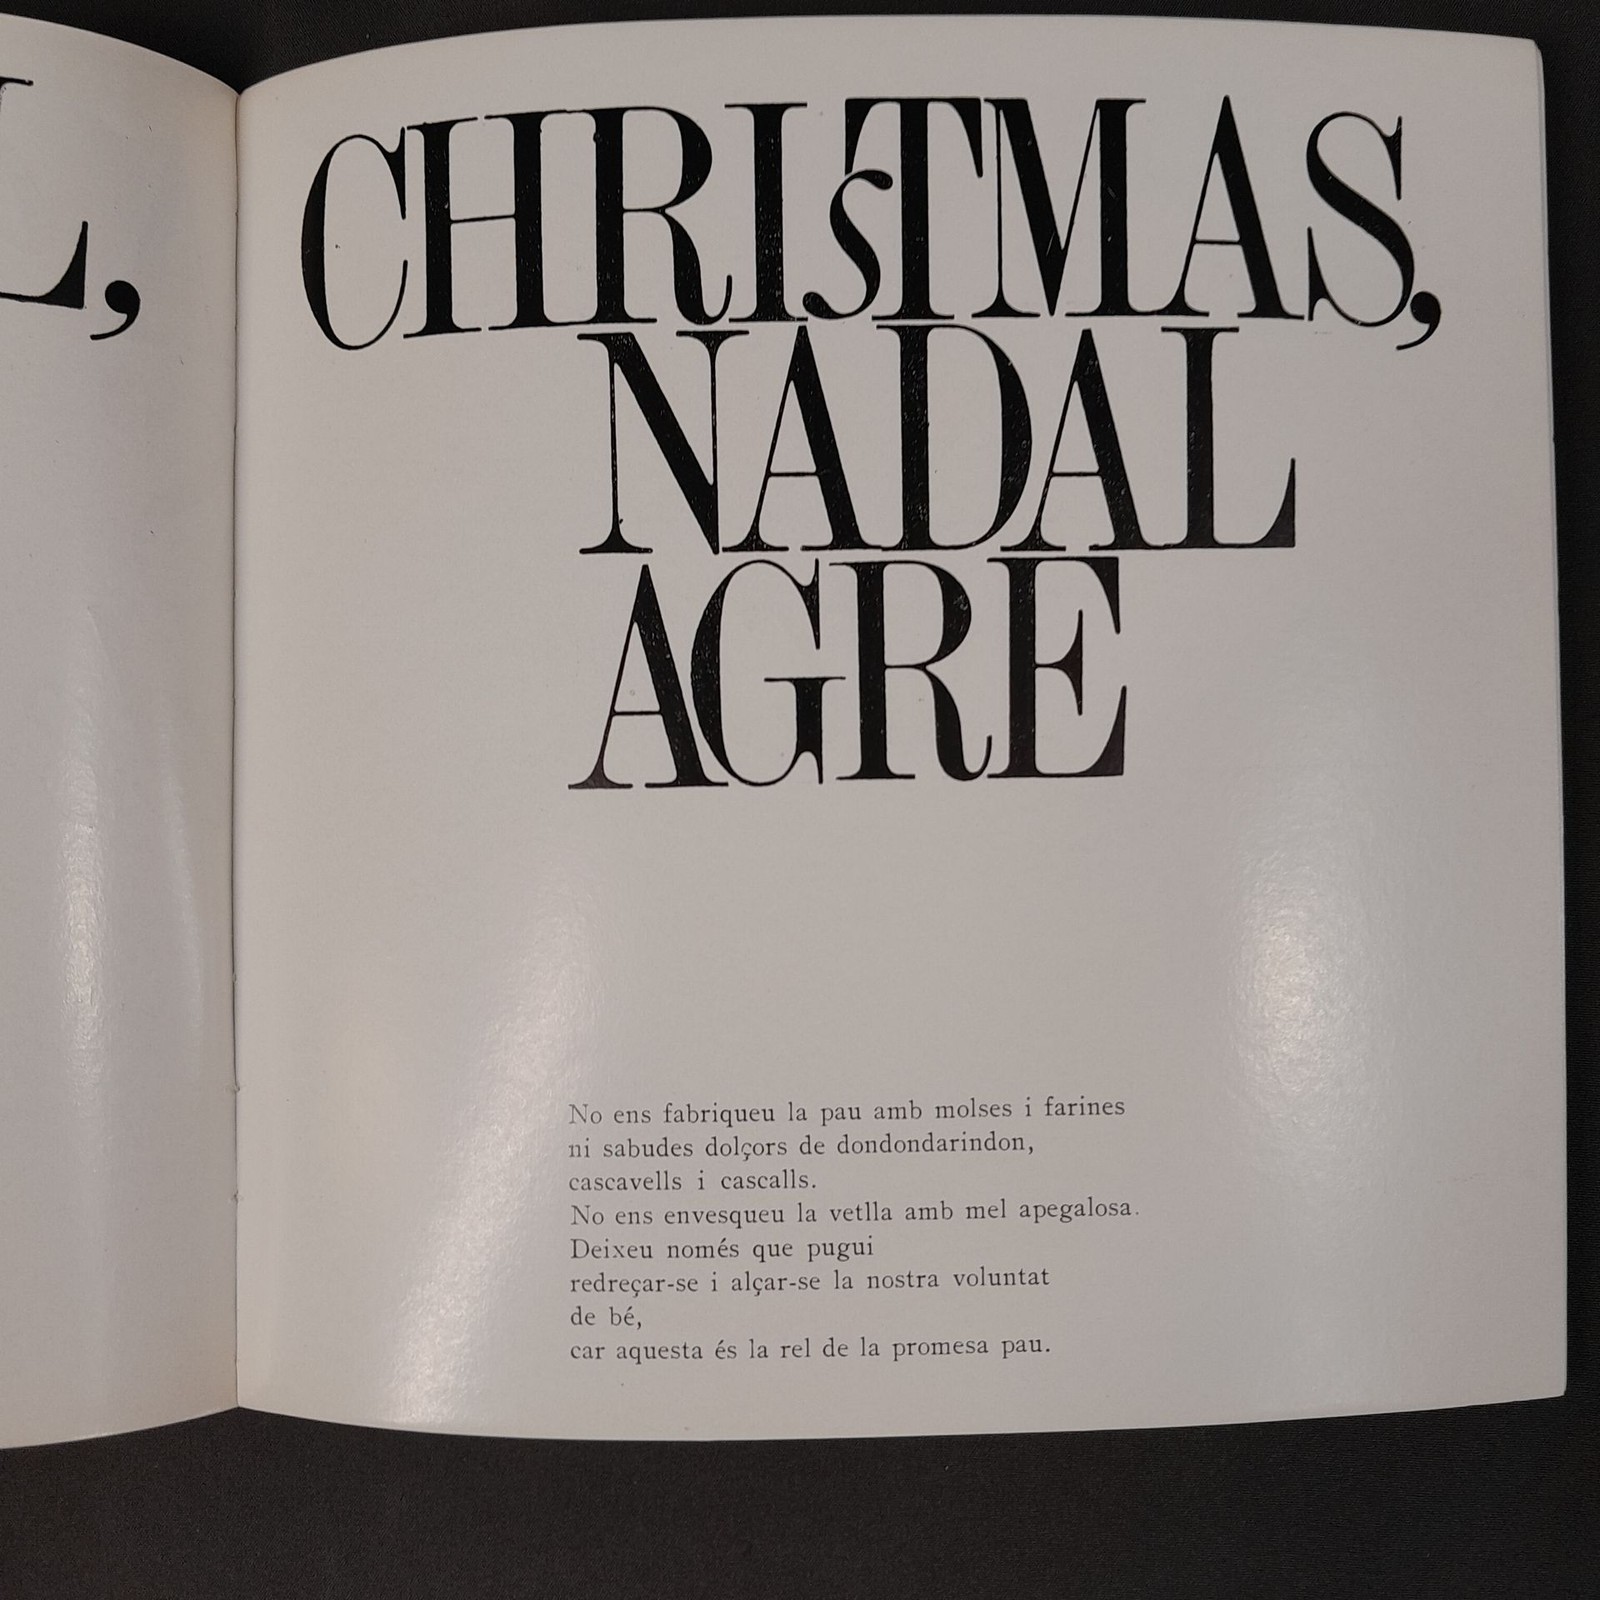 L,
CHRIsTMAS,
NADAL
AGRE
No ens fabriqueu la pau amb molses i farines
ni sabudes dolçors de dondondarindon,
cascavells i cascalls.
No ens envesqueu la vetlla amb mel apegalosa.
Deixeu només que pugui
redreçar-se i alçar-se la nostra voluntat
de bé,
car aquesta és la rel de la promesa pau.